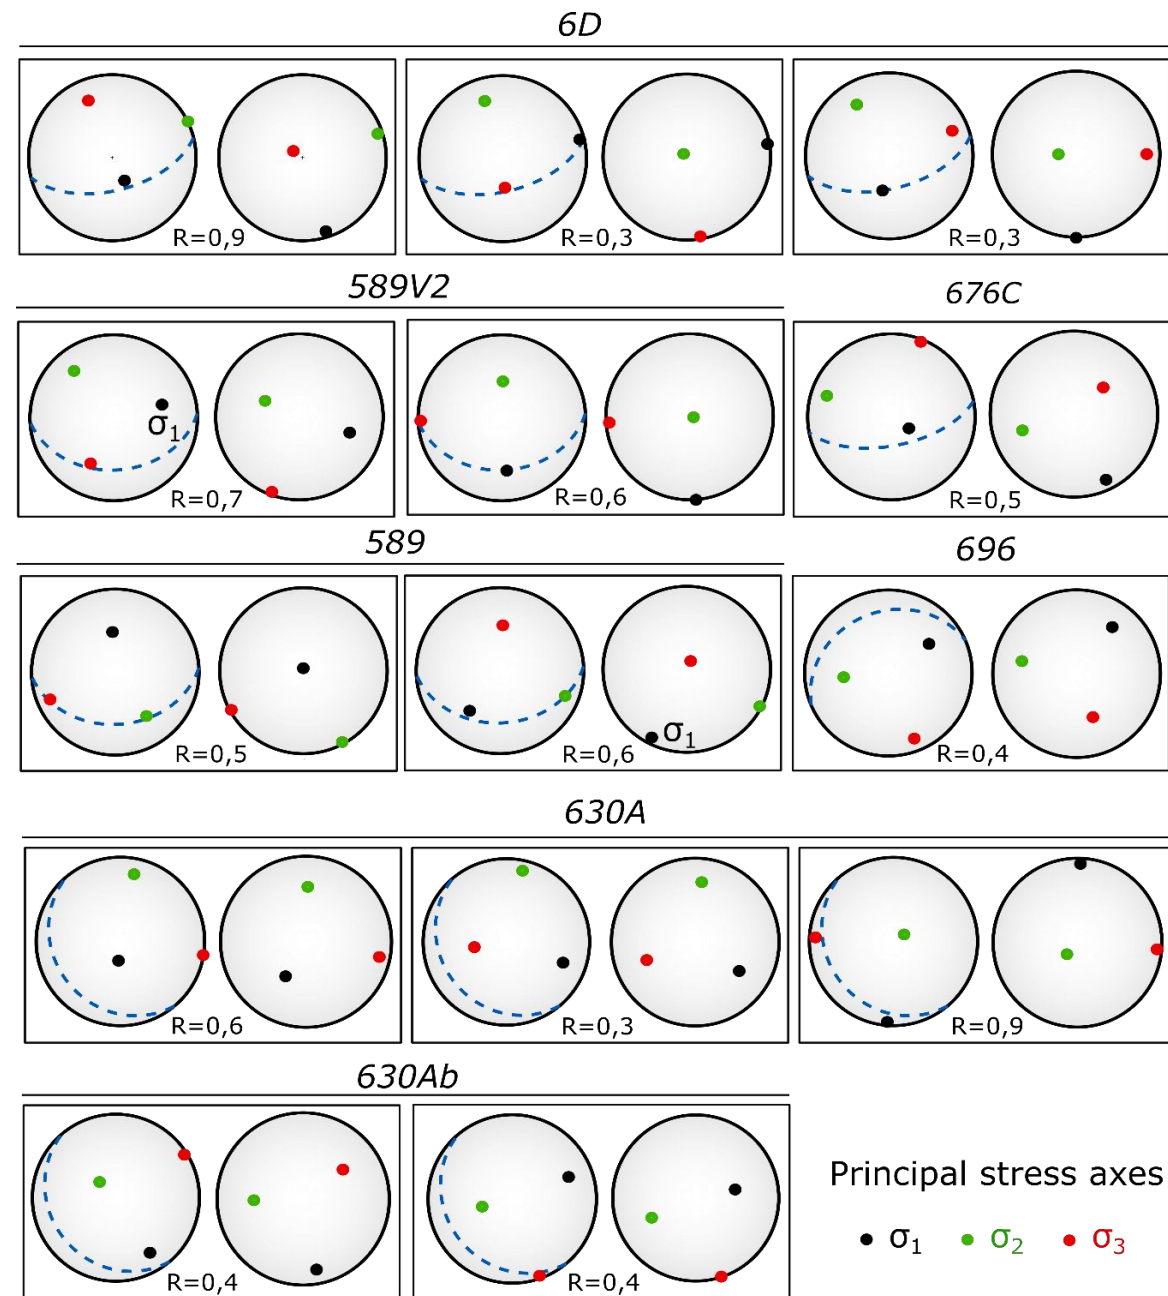 6D
R=0,9
R=0,3
R=0,3
589V2
676C
σ1
R=0,7
R=0,6
R=0,5
589
696
σ1
R=0,5
R=0,6
R=0,4
630A
R=0,6
R=0,3
R=0,9
630Ab
R=0,4
R=0,4
Principal stress axes
σ1 σ2 σ3